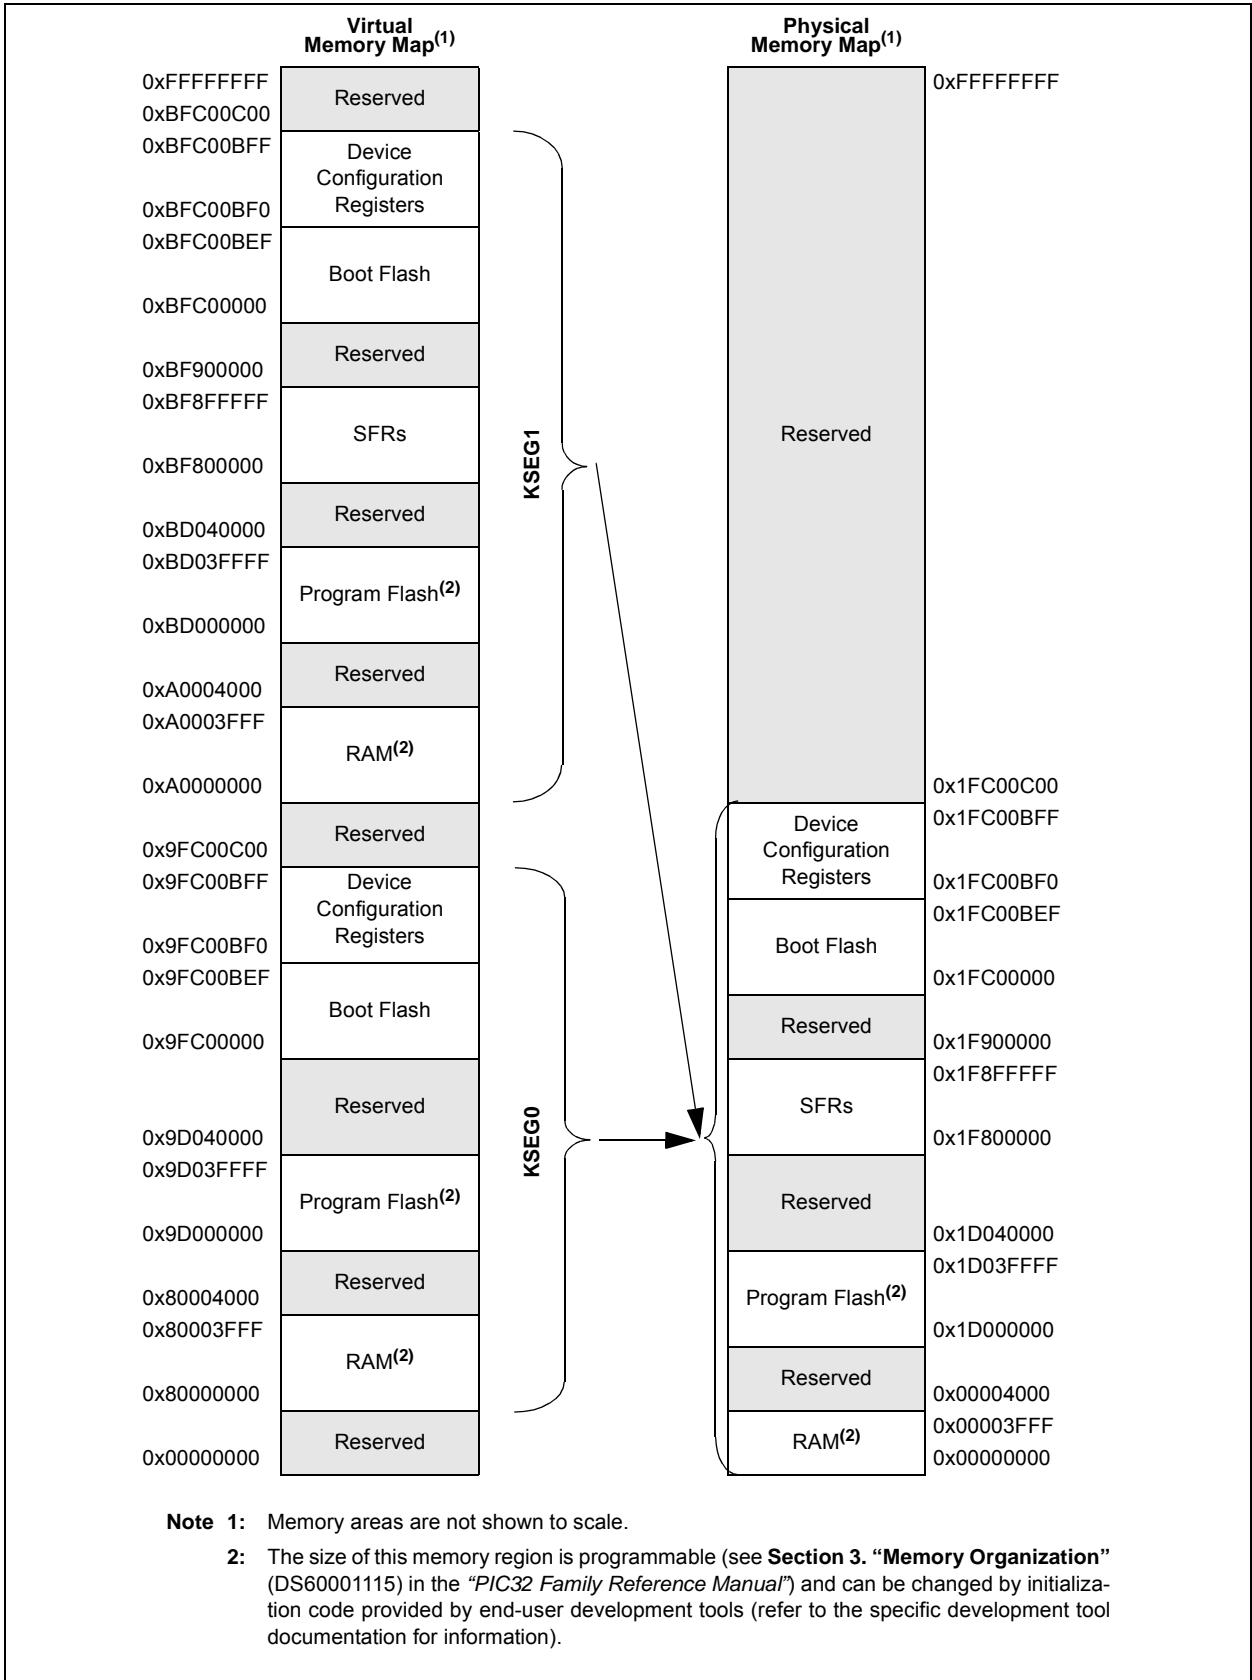 Virtual
Memory Map(1)
0xFFFFFFFF
Reserved
0xBFC00C00
0xBFC00BFF
Device
Configuration
Registers
0xBFC00BF0
0xBFC00BEF
Boot Flash
0xBFC00000
Reserved
0xBF900000
0xBF8FFFFF
SFRs
0xBF800000
Reserved
0xBD040000
0xBD03FFFF
Program Flash(2)
0xBD000000
Reserved
0xA0004000
0xA0003FFF
RAM(2)
0xA0000000
Reserved
0x9FC00C00
0x9FC00BFF
Device
Configuration
Registers
0x9FC00BF0
0x9FC00BEF
Boot Flash
0x9FC00000
Reserved
0x9D040000
0x9D03FFFF
Program Flash(2)
0x9D000000
Reserved
0x80004000
0x80003FFF
RAM(2)
0x80000000
Reserved
0x00000000
KSEG1
KSEG0
Physical
Memory Map(1)
0xFFFFFFFF
Reserved
0x1FC00C00
0x1FC00BFF
Device
Configuration
Registers
0x1FC00BF0
0x1FC00BEF
Boot Flash
0x1FC00000
Reserved
0x1F900000
0x1F8FFFFF
SFRs
0x1F800000
Reserved
0x1D040000
0x1D03FFFF
Program Flash(2)
0x1D000000
Reserved
0x00004000
0x00003FFF
RAM(2)
0x00000000
Note 1: Memory areas are not shown to scale.
2: The size of this memory region is programmable (see Section 3. “Memory Organization”
(DS60001115) in the “PIC32 Family Reference Manual”) and can be changed by initializa-
tion code provided by end-user development tools (refer to the specific development tool
documentation for information).